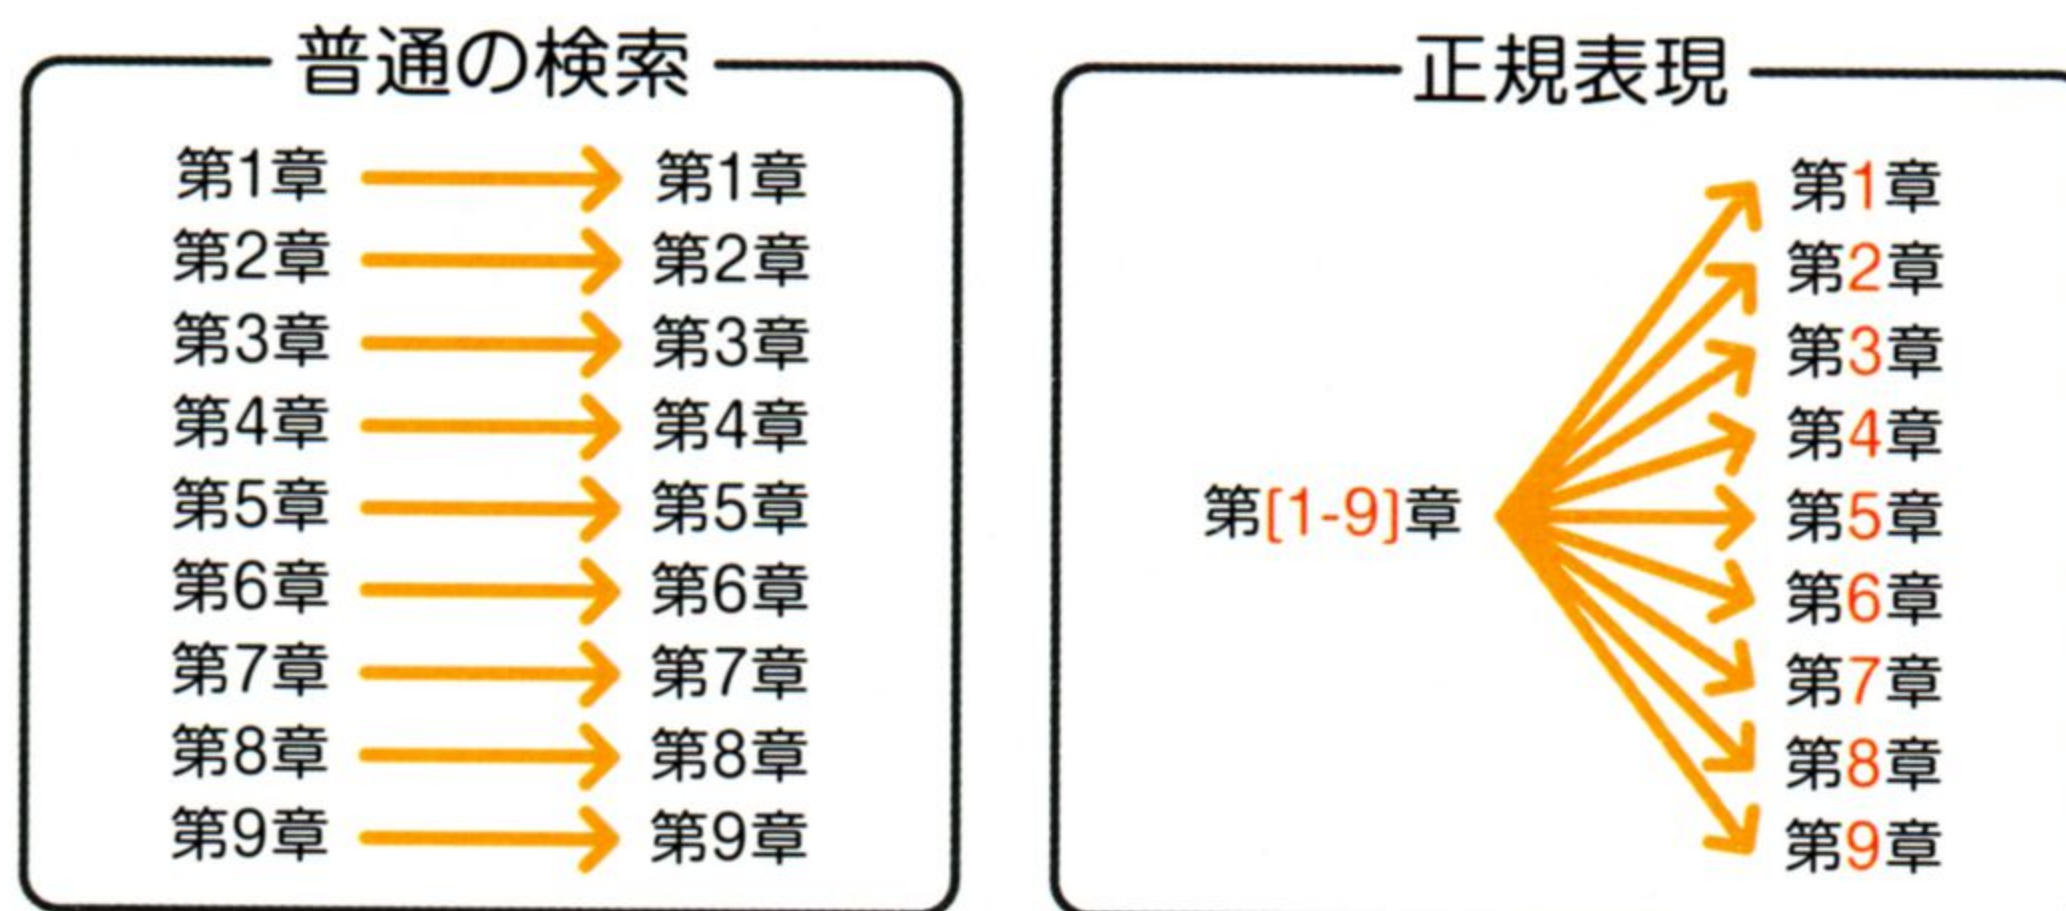 普通の検索
第1章 第1章
第2章 第2章
第3章 第3章
第4章 第4章
第5章 第5章
第6章 第6章
第7章 第7章
第8章 第8章
第9章 第9章
正規表現
第[1-9]章
第1章
第2章
第3章
第4章
第5章
第6章
第7章
第8章
第9章